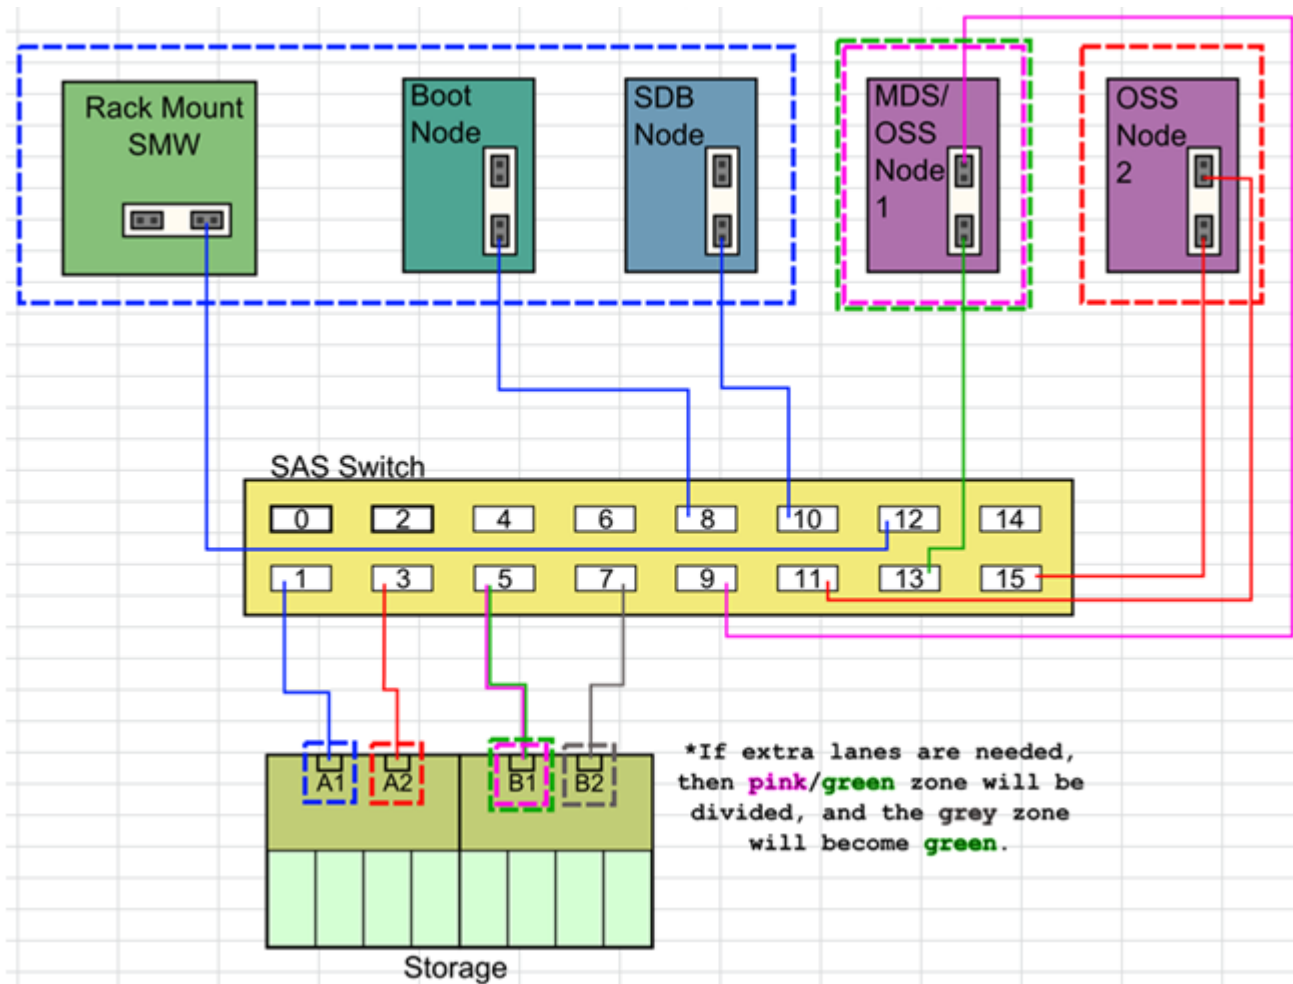 Rack Mount
SMW
Boot
Node
SDB
Node
MDS/
OSS
Node
1
OSS
Node
2
SAS Switch
0 2 4 6 8 10 12 14
1 3 5 7 9 11 13 15
A1 A2 B1 B2
*If extra lanes are needed,
then pink/green zone will be
divided, and the grey zone
will become green.
Storage